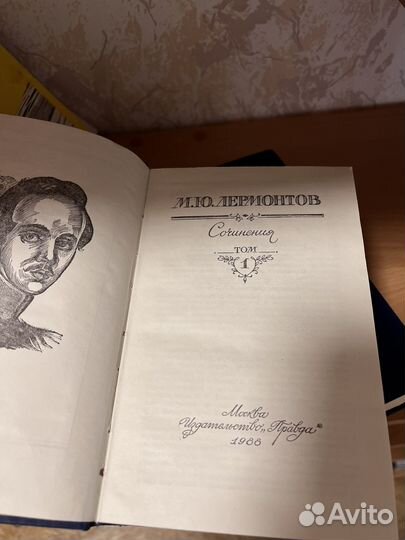 М.Ю. ЛЕРМОНТОВ
Сочинения
ТОМ
1
Москва
Издательство „Правда“
1988
Avito